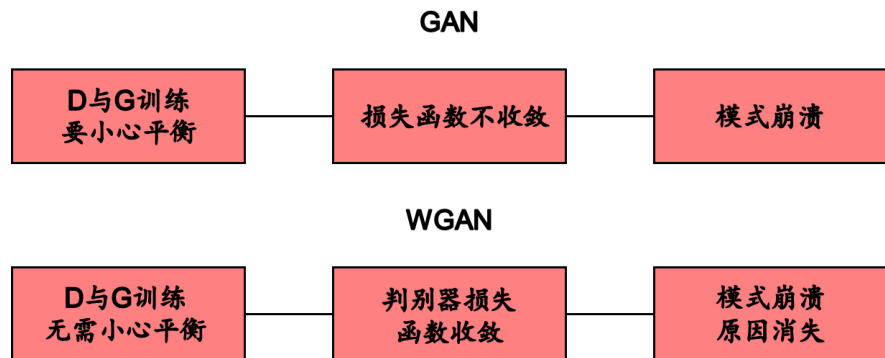 GAN
D与G训练
要小心平衡
损失函数不收敛
模式崩溃
WGAN
D与G训练
无需小心平衡
判别器损失
函数收敛
模式崩溃
原因消失